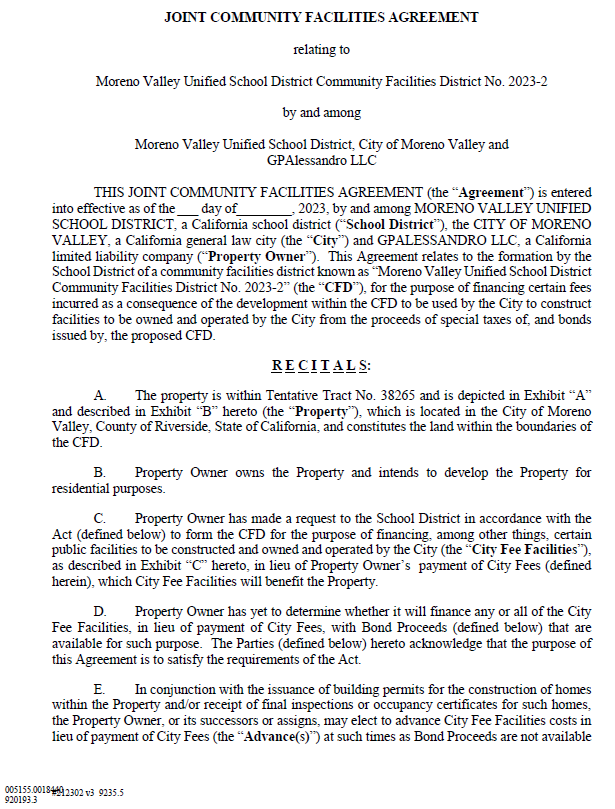 JOINT COMMUNITY FACILITIES AGREEMENT
relating to
Moreno Valley Unified School District Community Facilities District No. 2023-2
by and among
Moreno Valley Unified School District, City of Moreno Valley and
GPAlessandro LLC
THIS JOINT COMMUNITY FACILITIES AGREEMENT (the “Agreement”) is entered
into effective as of the ___ day of________, 2023, by and among MORENO VALLEY UNIFIED
SCHOOL DISTRICT, a California school district (“School District”), the CITY OF MORENO
VALLEY, a California general law city (the “City”) and GPALESSANDRO LLC, a California
limited liability company (“Property Owner”). This Agreement relates to the formation by the
School District of a community facilities district known as “Moreno Valley Unified School District
Community Facilities District No. 2023-2” (the “CFD”), for the purpose of financing certain fees
incurred as a consequence of the development within the CFD to be used by the City to construct
facilities to be owned and operated by the City from the proceeds of special taxes of, and bonds
issued by, the proposed CFD.
R E C I T A L S:
A. The property is within Tentative Tract No. 38265 and is depicted in Exhibit “A”
and described in Exhibit “B” hereto (the “Property”), which is located in the City of Moreno
Valley, County of Riverside, State of California, and constitutes the land within the boundaries of
the CFD.
B. Property Owner owns the Property and intends to develop the Property for
residential purposes.
C. Property Owner has made a request to the School District in accordance with the
Act (defined below) to form the CFD for the purpose of financing, among other things, certain
public facilities to be constructed and owned and operated by the City (the “City Fee Facilities”),
as described in Exhibit “C” hereto, in lieu of Property Owner’s payment of City Fees (defined
herein), which City Fee Facilities will benefit the Property.
D. Property Owner has yet to determine whether it will finance any or all of the City
Fee Facilities, in lieu of payment of City Fees, with Bond Proceeds (defined below) that are
available for such purpose. The Parties (defined below) hereto acknowledge that the purpose of
this Agreement is to satisfy the requirements of the Act.
E. In conjunction with the issuance of building permits for the construction of homes
within the Property and/or receipt of final inspections or occupancy certificates for such homes,
the Property Owner, or its successors or assigns, may elect to advance City Fee Facilities costs in
lieu of payment of City Fees (the “Advance(s)”) at such times as Bond Proceeds are not available
v3 9235.5
920193.3